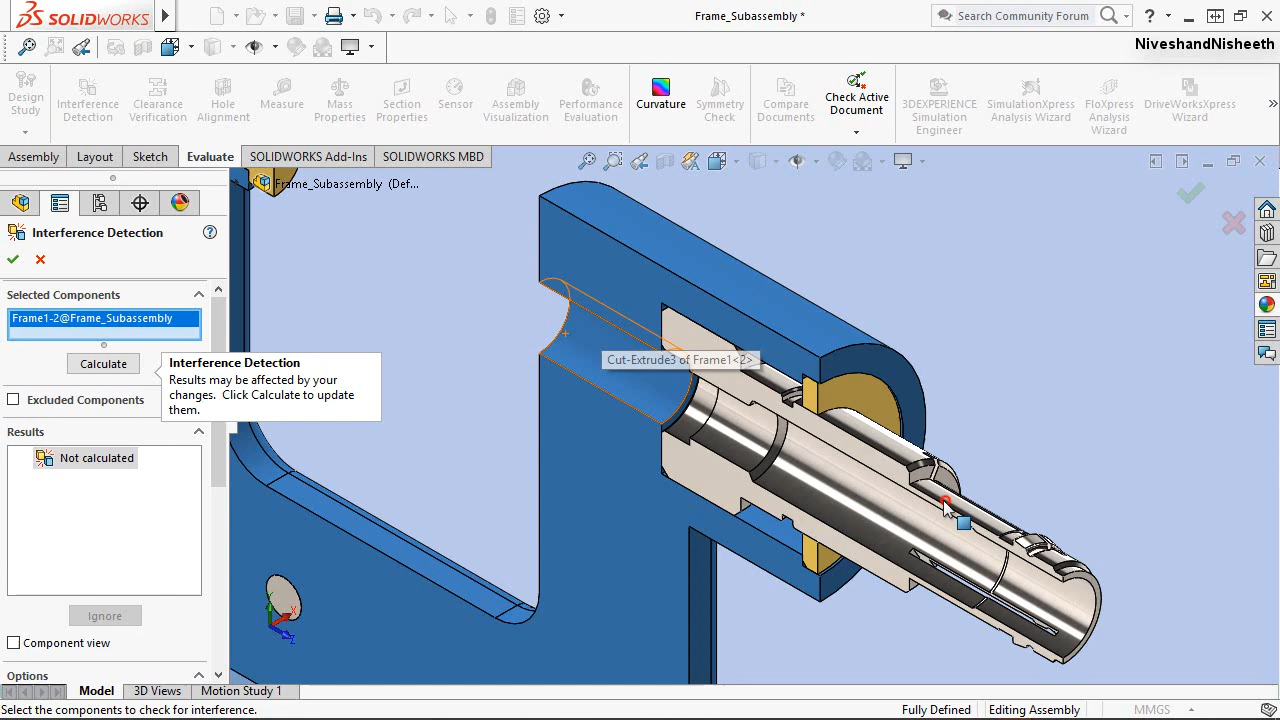 SOLIDWORKS
Frame_Subassembly *
Search Community Forum
?
NiveshandNisheeth
Design Study
Interference Detection
Clearance Verification
Hole Alignment
Measure
Mass Properties
Section Properties
Sensor
Assembly Visualization
Performance Evaluation
Curvature
Symmetry Check
Compare Documents
Check Active Document
3DEXPERIENCE Simulation Engineer
SimulationXpress Analysis Wizard
FloXpress Analysis Wizard
DriveWorksXpress Wizard
Assembly
Layout
Sketch
Evaluate
SOLIDWORKS Add-Ins
SOLIDWORKS MBD
Frame_Subassembly (Def...
Interference Detection
?
Selected Components
Frame1-2@Frame_Subassembly
Calculate
Interference Detection
Results may be affected by your
changes. Click Calculate to update
them.
Excluded Components
Results
Not calculated
Cut-Extrude3 of Frame1<2>
Ignore
Component view
Options
Y
X
Z
Model
3D Views
Motion Study 1
Select the components to check for interference.
Fully Defined
Editing Assembly
MMGS